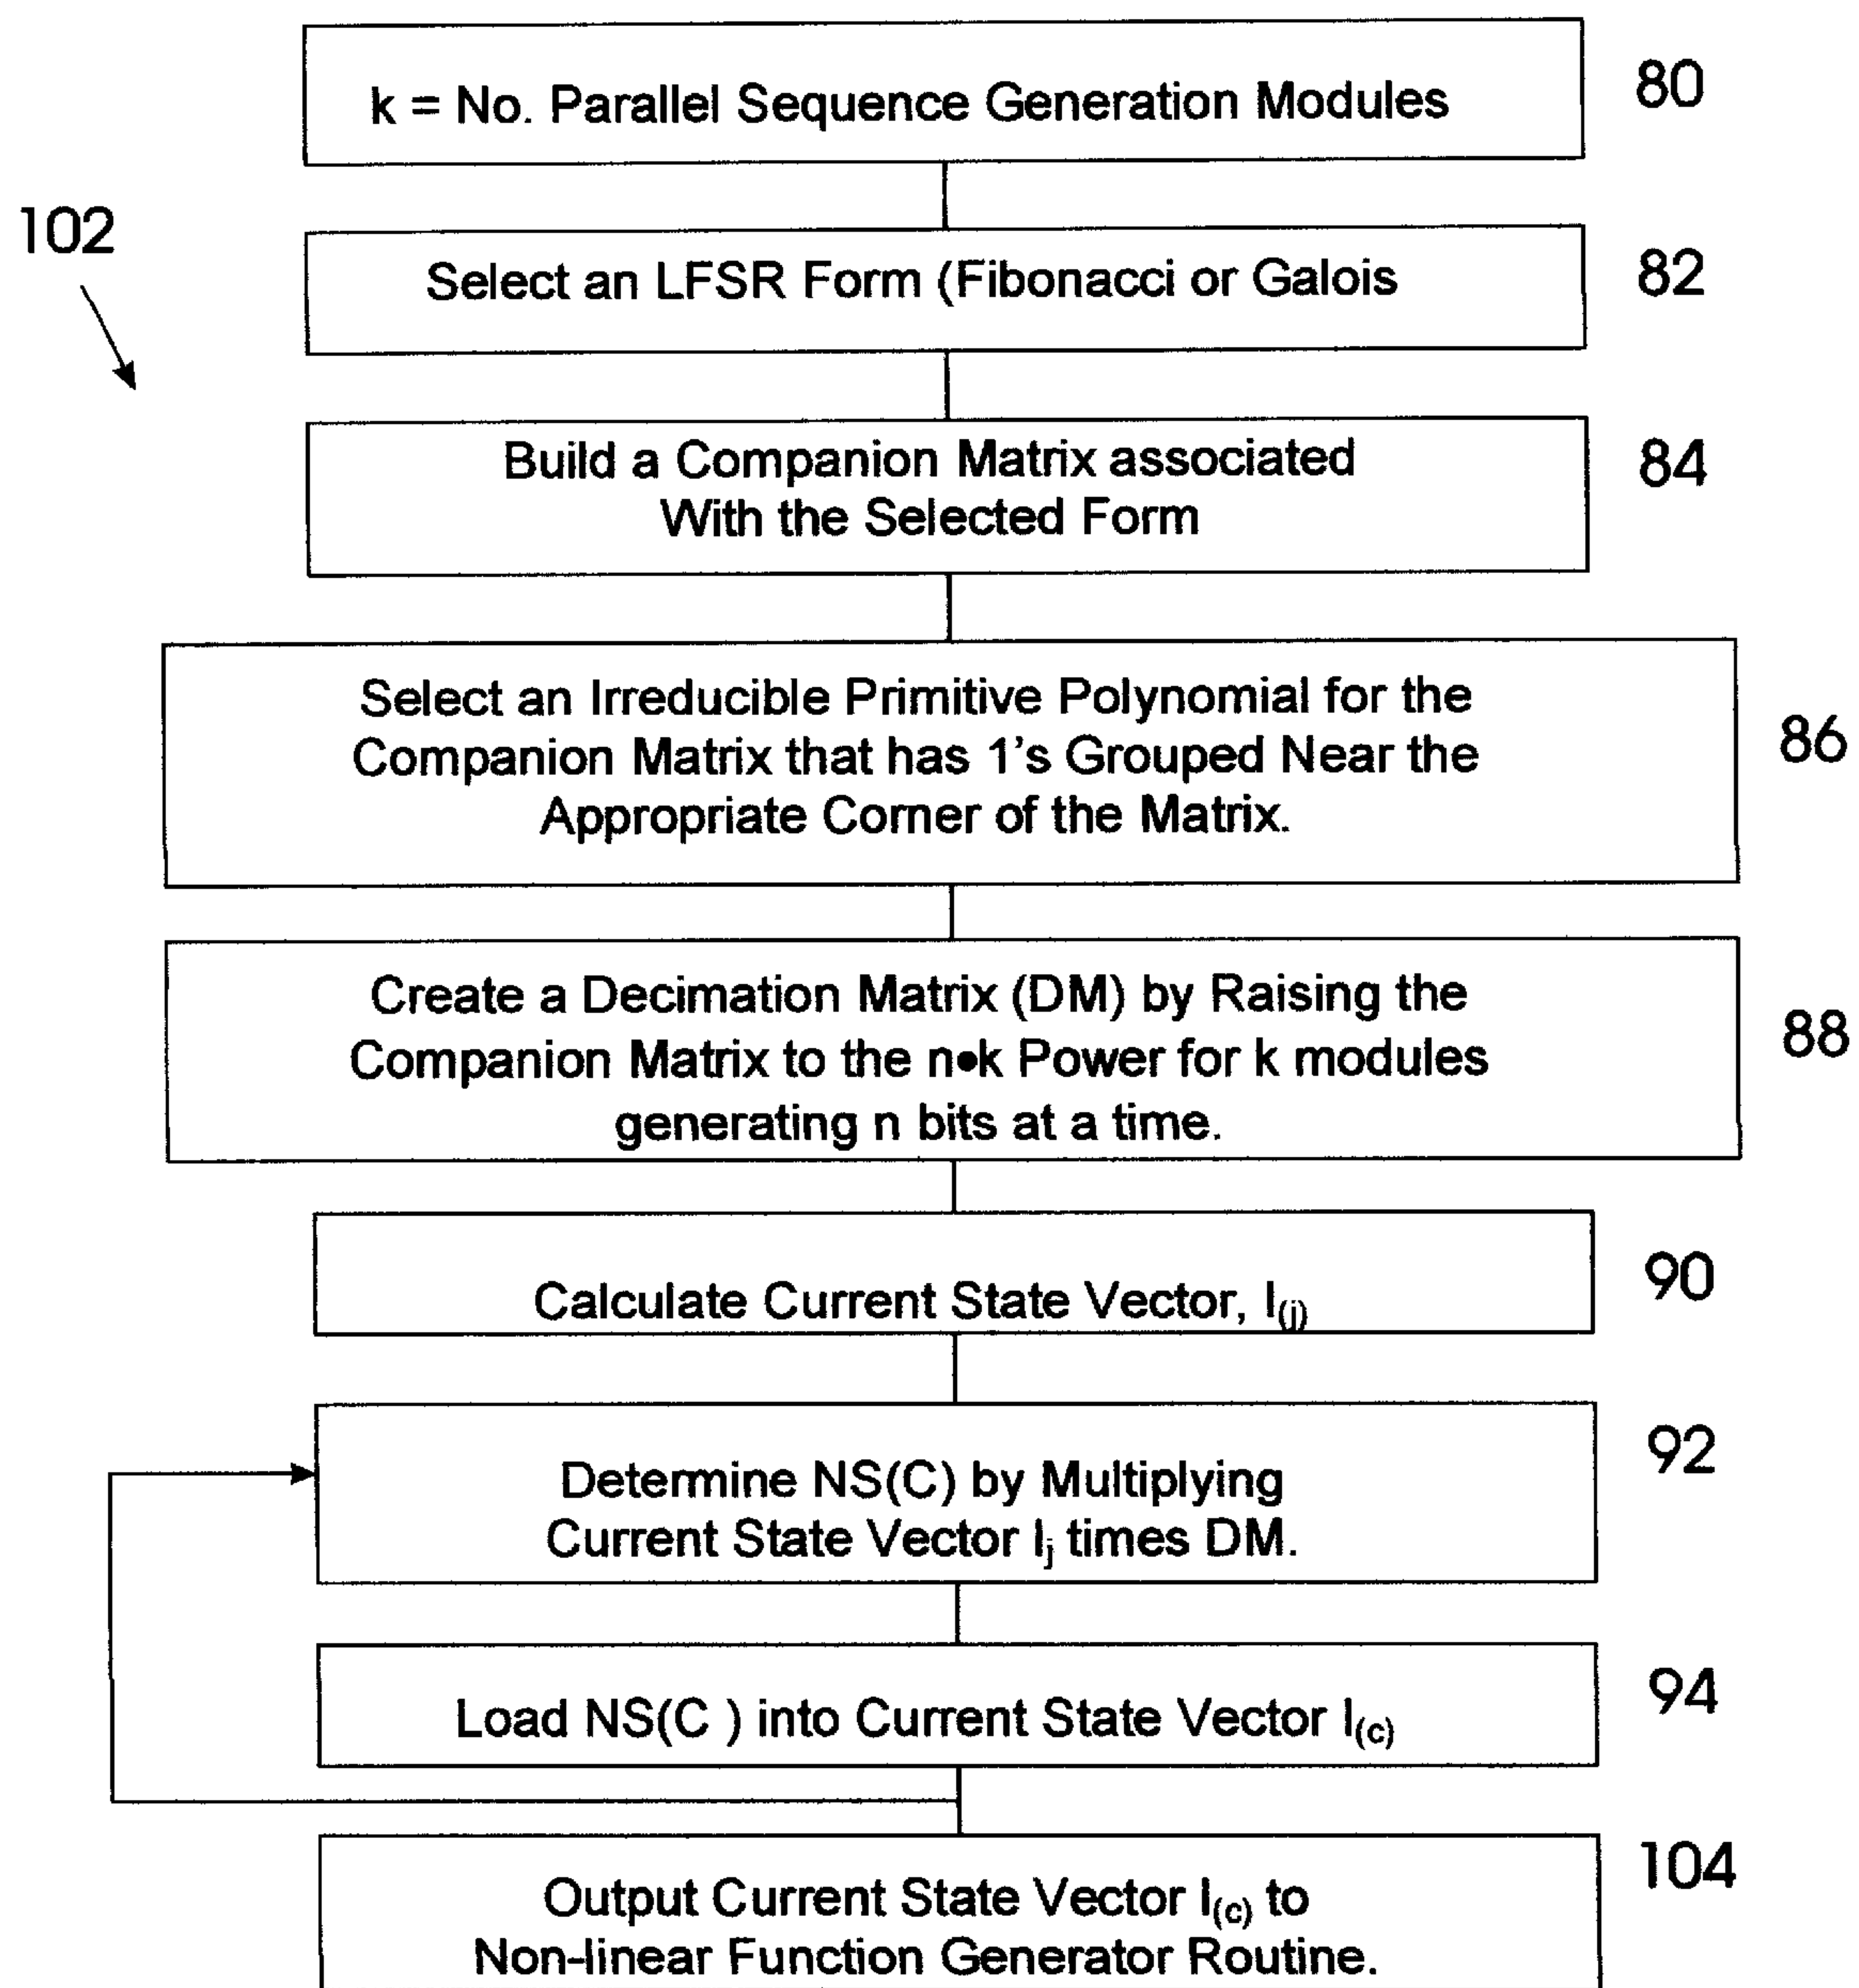 k = No. Parallel Sequence Generation Modules
80
102
Select an LFSR Form (Fibonacci or Galois
82
Build a Companion Matrix associated
With the Selected Form
84
Select an Irreducible Primitive Polynomial for the
Companion Matrix that has 1's Grouped Near the
Appropriate Corner of the Matrix.
86
Create a Decimation Matrix (DM) by Raising the
Companion Matrix to the n•k Power for k modules
generating n bits at a time.
88
Calculate Current State Vector, I(j)
90
Determine NS(C) by Multiplying
Current State Vector Ij times DM.
92
Load NS(C ) into Current State Vector I(c)
94
Output Current State Vector I(c) to
Non-linear Function Generator Routine.
104